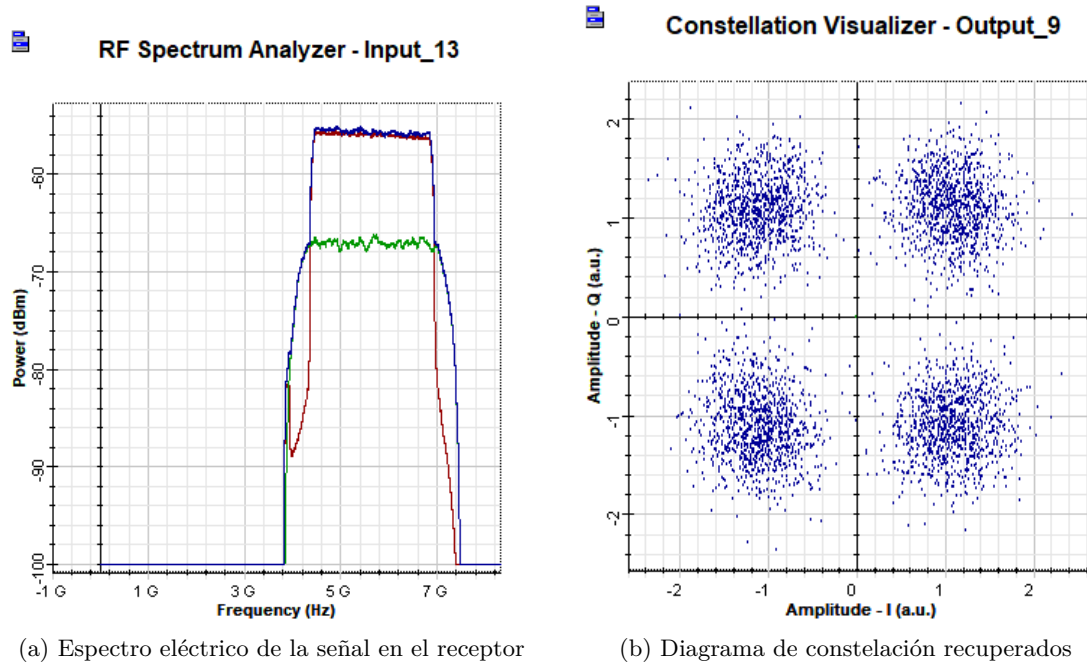 RF Spectrum Analyzer - Input_13
Power (dBm)
-60
-70
-80
-90
-100
-1 G
1 G
3 G
5 G
7 G
Frequency (Hz)
(a) Espectro eléctrico de la señal en el receptor
Constellation Visualizer - Output_9
Amplitude - Q (a.u.)
2
1
0
-1
-2
-2
-1
0
1
2
Amplitude - I (a.u.)
(b) Diagrama de constelación recuperados